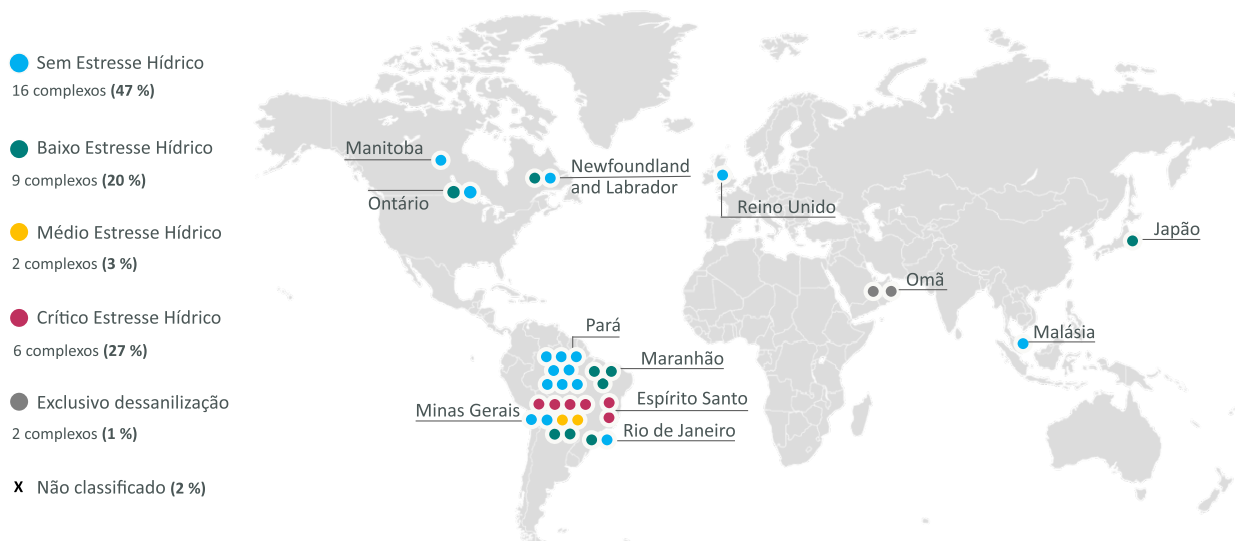 Sem Estresse Hídrico
16 complexos (47 %)
Baixo Estresse Hídrico
9 complexos (20 %)
Médio Estresse Hídrico
2 complexos (3 %)
Crítico Estresse Hídrico
6 complexos (27 %)
Exclusivo dessanilização
2 complexos (1 %)
X Não classificado (2 %)
Manitoba
Ontário
Newfoundland
and Labrador
Reino Unido
Japão
Omã
Malásia
Pará
Maranhão
Espírito Santo
Minas Gerais
Rio de Janeiro